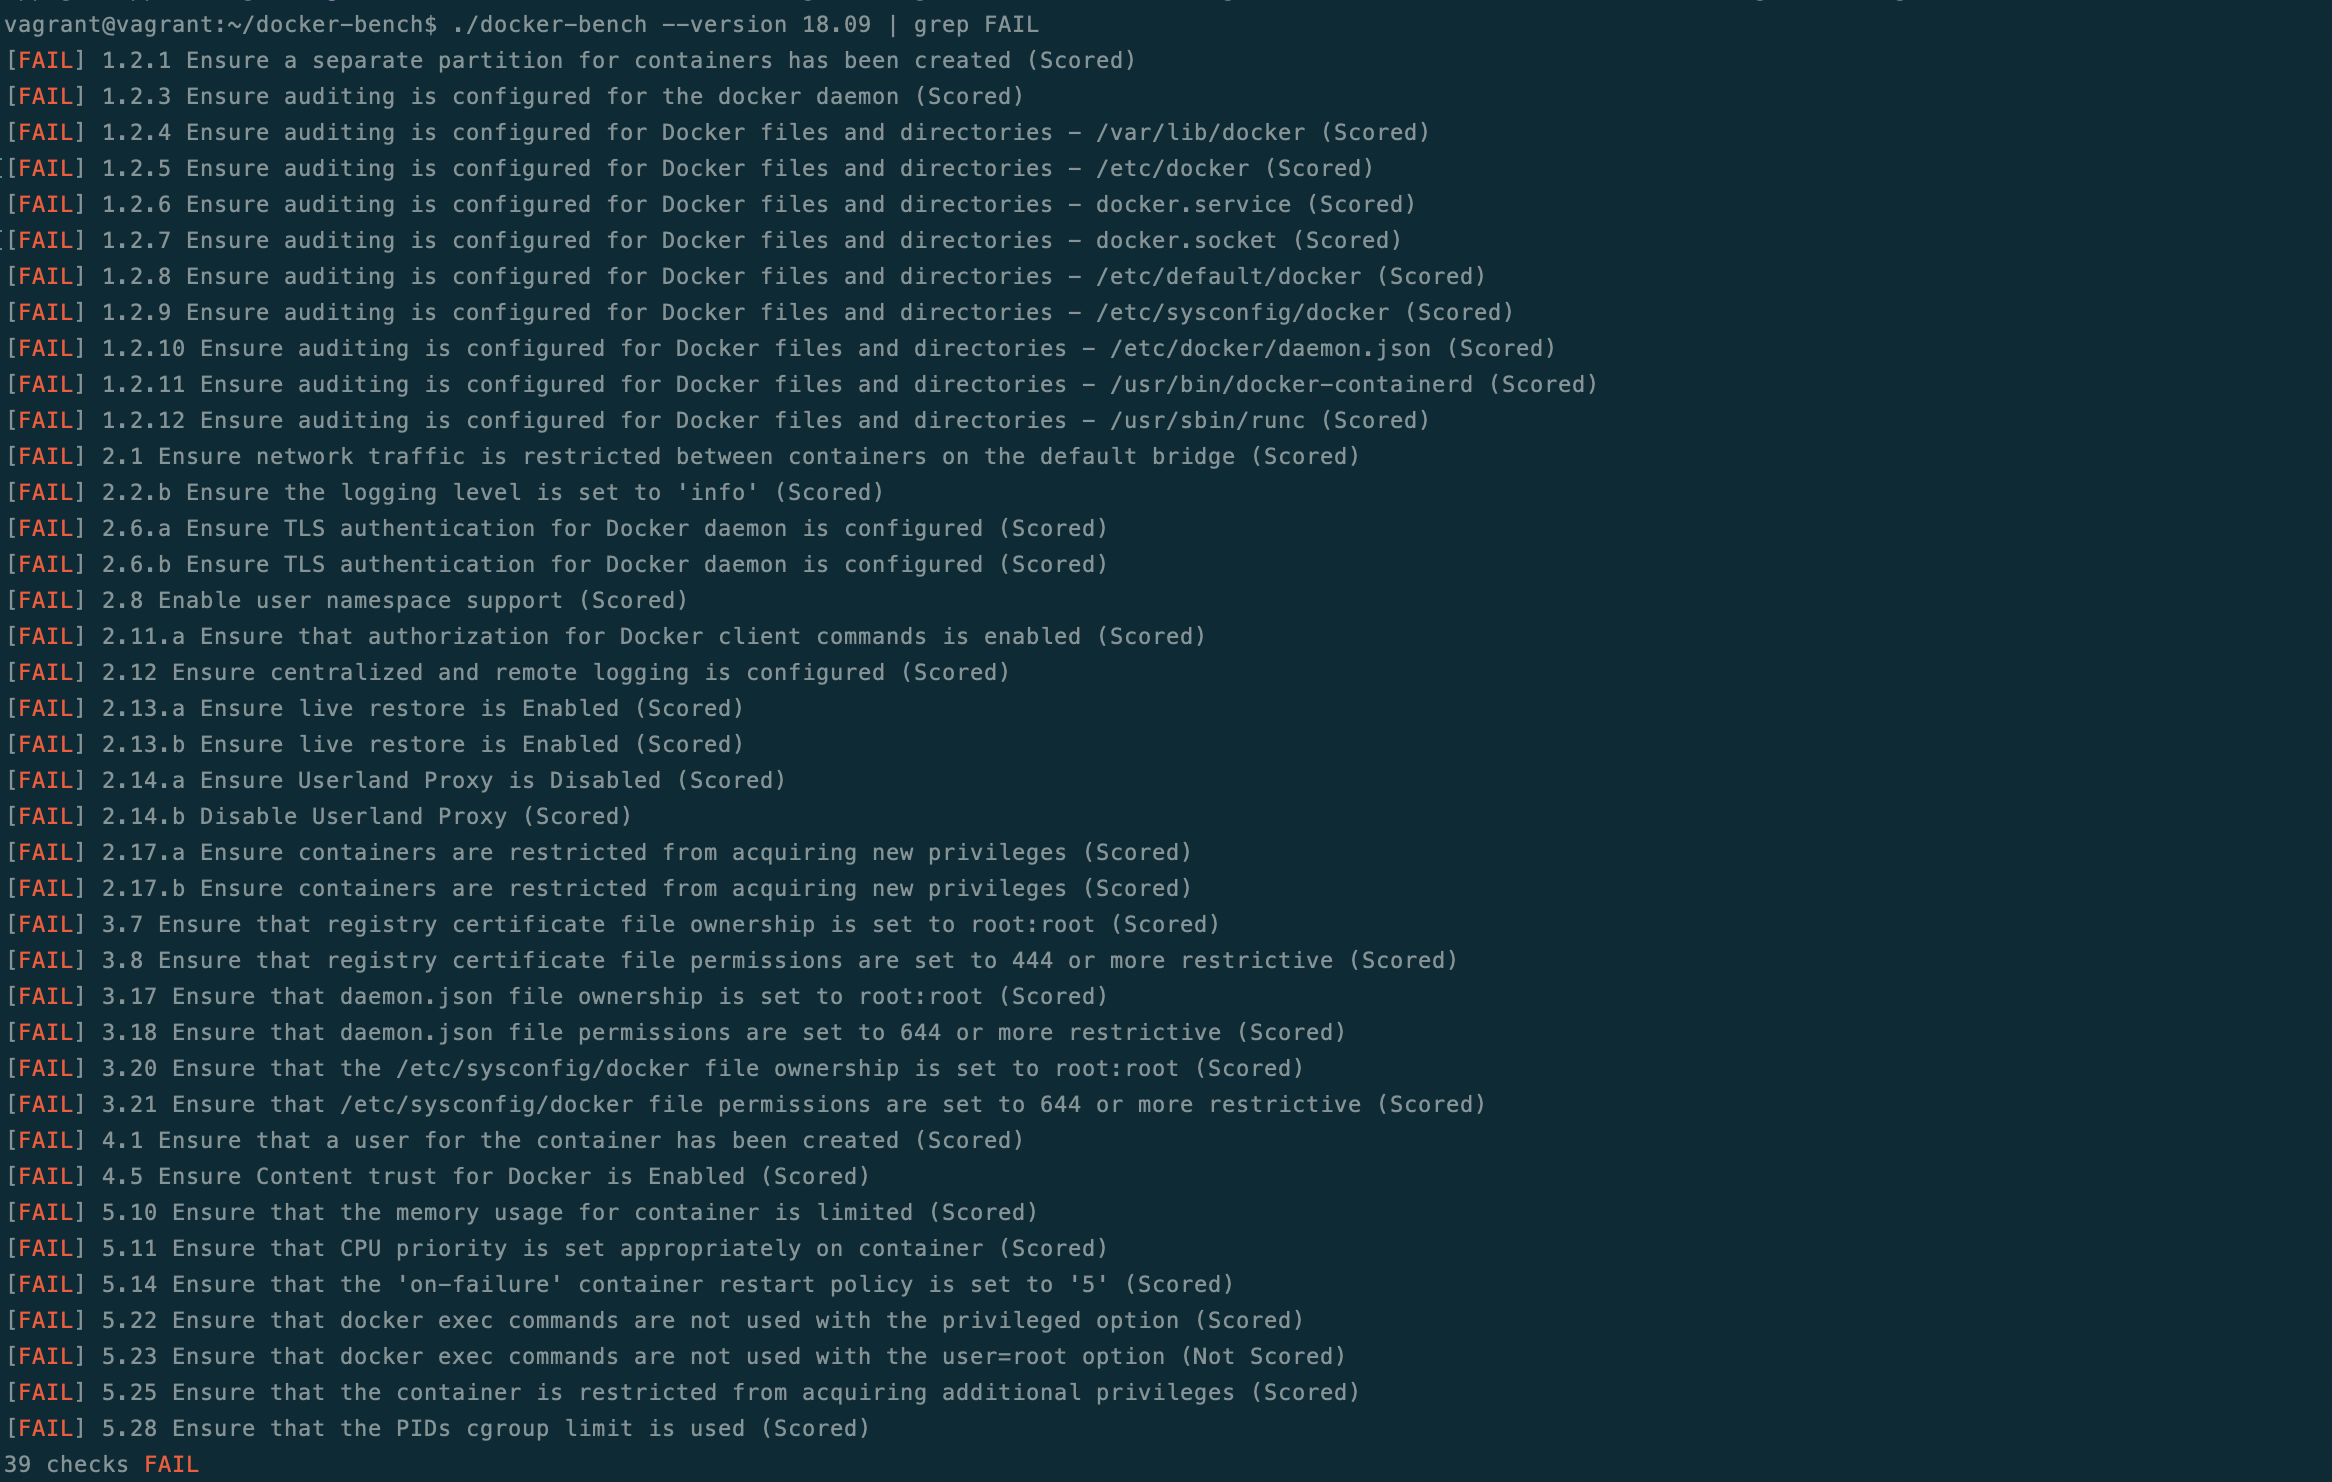 vagrant@vagrant:~/docker-bench$ ./docker-bench --version 18.09 | grep FAIL
[FAIL] 1.2.1 Ensure a separate partition for containers has been created (Scored)
[FAIL] 1.2.3 Ensure auditing is configured for the docker daemon (Scored)
[FAIL] 1.2.4 Ensure auditing is configured for Docker files and directories - /var/lib/docker (Scored)
[FAIL] 1.2.5 Ensure auditing is configured for Docker files and directories - /etc/docker (Scored)
[FAIL] 1.2.6 Ensure auditing is configured for Docker files and directories - docker.service (Scored)
[FAIL] 1.2.7 Ensure auditing is configured for Docker files and directories - docker.socket (Scored)
[FAIL] 1.2.8 Ensure auditing is configured for Docker files and directories - /etc/default/docker (Scored)
[FAIL] 1.2.9 Ensure auditing is configured for Docker files and directories - /etc/sysconfig/docker (Scored)
[FAIL] 1.2.10 Ensure auditing is configured for Docker files and directories - /etc/docker/daemon.json (Scored)
[FAIL] 1.2.11 Ensure auditing is configured for Docker files and directories - /usr/bin/docker-containerd (Scored)
[FAIL] 1.2.12 Ensure auditing is configured for Docker files and directories - /usr/sbin/runc (Scored)
[FAIL] 2.1 Ensure network traffic is restricted between containers on the default bridge (Scored)
[FAIL] 2.2.b Ensure the logging level is set to 'info' (Scored)
[FAIL] 2.6.a Ensure TLS authentication for Docker daemon is configured (Scored)
[FAIL] 2.6.b Ensure TLS authentication for Docker daemon is configured (Scored)
[FAIL] 2.8 Enable user namespace support (Scored)
[FAIL] 2.11.a Ensure that authorization for Docker client commands is enabled (Scored)
[FAIL] 2.12 Ensure centralized and remote logging is configured (Scored)
[FAIL] 2.13.a Ensure live restore is Enabled (Scored)
[FAIL] 2.13.b Ensure live restore is Enabled (Scored)
[FAIL] 2.14.a Ensure Userland Proxy is Disabled (Scored)
[FAIL] 2.14.b Disable Userland Proxy (Scored)
[FAIL] 2.17.a Ensure containers are restricted from acquiring new privileges (Scored)
[FAIL] 2.17.b Ensure containers are restricted from acquiring new privileges (Scored)
[FAIL] 3.7 Ensure that registry certificate file ownership is set to root:root (Scored)
[FAIL] 3.8 Ensure that registry certificate file permissions are set to 444 or more restrictive (Scored)
[FAIL] 3.17 Ensure that daemon.json file ownership is set to root:root (Scored)
[FAIL] 3.18 Ensure that daemon.json file permissions are set to 644 or more restrictive (Scored)
[FAIL] 3.20 Ensure that the /etc/sysconfig/docker file ownership is set to root:root (Scored)
[FAIL] 3.21 Ensure that /etc/sysconfig/docker file permissions are set to 644 or more restrictive (Scored)
[FAIL] 4.1 Ensure that a user for the container has been created (Scored)
[FAIL] 4.5 Ensure Content trust for Docker is Enabled (Scored)
[FAIL] 5.10 Ensure that the memory usage for container is limited (Scored)
[FAIL] 5.11 Ensure that CPU priority is set appropriately on container (Scored)
[FAIL] 5.14 Ensure that the 'on-failure' container restart policy is set to '5' (Scored)
[FAIL] 5.22 Ensure that docker exec commands are not used with the privileged option (Scored)
[FAIL] 5.23 Ensure that docker exec commands are not used with the user=root option (Not Scored)
[FAIL] 5.25 Ensure that the container is restricted from acquiring additional privileges (Scored)
[FAIL] 5.28 Ensure that the PIDs cgroup limit is used (Scored)
39 checks FAIL